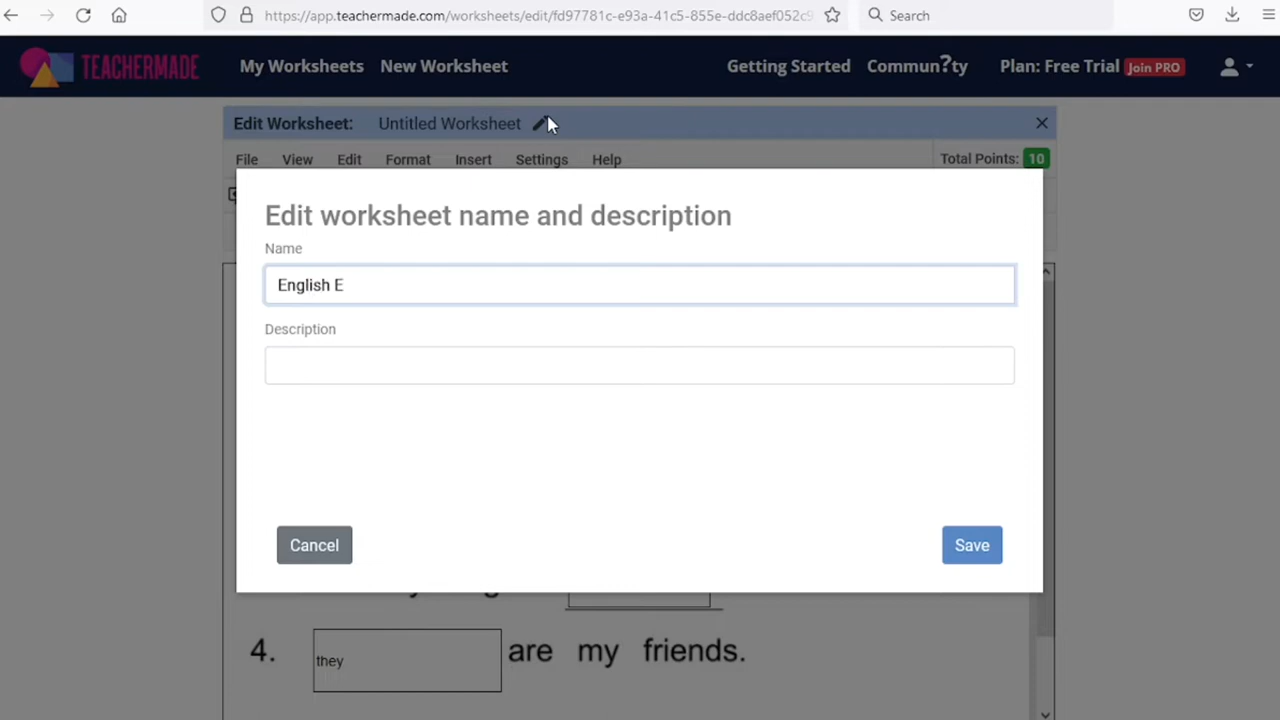 https://app.teachermade.com/worksheets/edit/fd97781c-e93a-41c5-855e-ddc8aef052c9
Search
TEACHERMADE
My Worksheets
New Worksheet
Getting Started
Commun?ty
Plan: Free Trial
Join PRO
Edit Worksheet:
Untitled Worksheet
File
View
Edit
Format
Insert
Settings
Help
Total Points:
10
Edit worksheet name and description
Name
English E
Description
Cancel
Save
4.
they
are my friends.